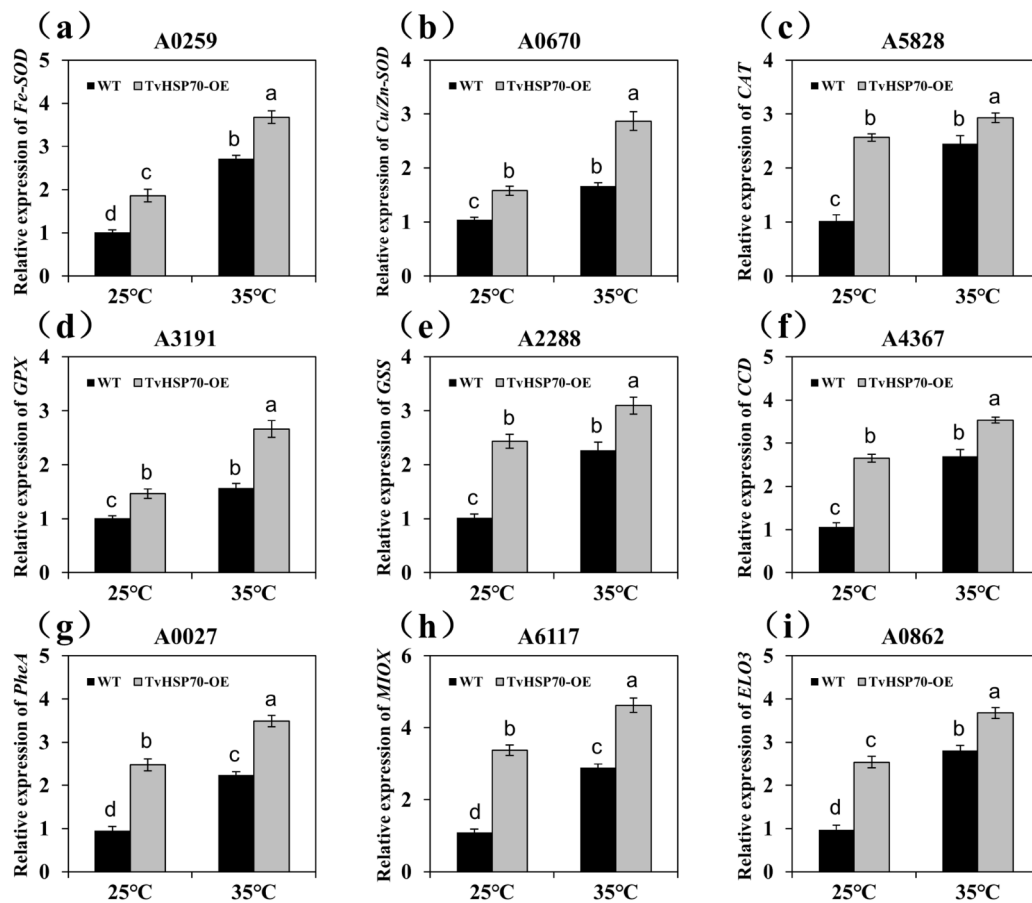 （a）
A0259
Relative expression of Fe-SOD
5
4
3
2
1
0
WT TvHSP70-OE
d
c
b
a
25°C 35°C
（b）
A0670
Relative expression of Cu/Zn-SOD
4
3
2
1
0
WT TvHSP70-OE
c
b
b
a
25°C 35°C
（c）
A5828
Relative expression of CAT
4
3
2
1
0
WT TvHSP70-OE
c
b
b
a
25°C 35°C
（d）
A3191
Relative expression of GPX
4
3
2
1
0
WT TvHSP70-OE
c
b
b
a
25°C 35°C
（e）
A2288
Relative expression of GSS
4
3
2
1
0
WT TvHSP70-OE
c
b
b
a
25°C 35°C
（f）
A4367
Relative expression of CCD
5
4
3
2
1
0
WT TvHSP70-OE
c
b
b
a
25°C 35°C
（g）
A0027
Relative expression of PheA
5
4
3
2
1
0
WT TvHSP70-OE
d
b
c
a
25°C 35°C
（h）
A6117
Relative expression of MIOX
6
4
2
0
WT TvHSP70-OE
d
b
c
a
25°C 35°C
（i）
A0862
Relative expression of ELO3
5
4
3
2
1
0
WT TvHSP70-OE
d
c
b
a
25°C 35°C